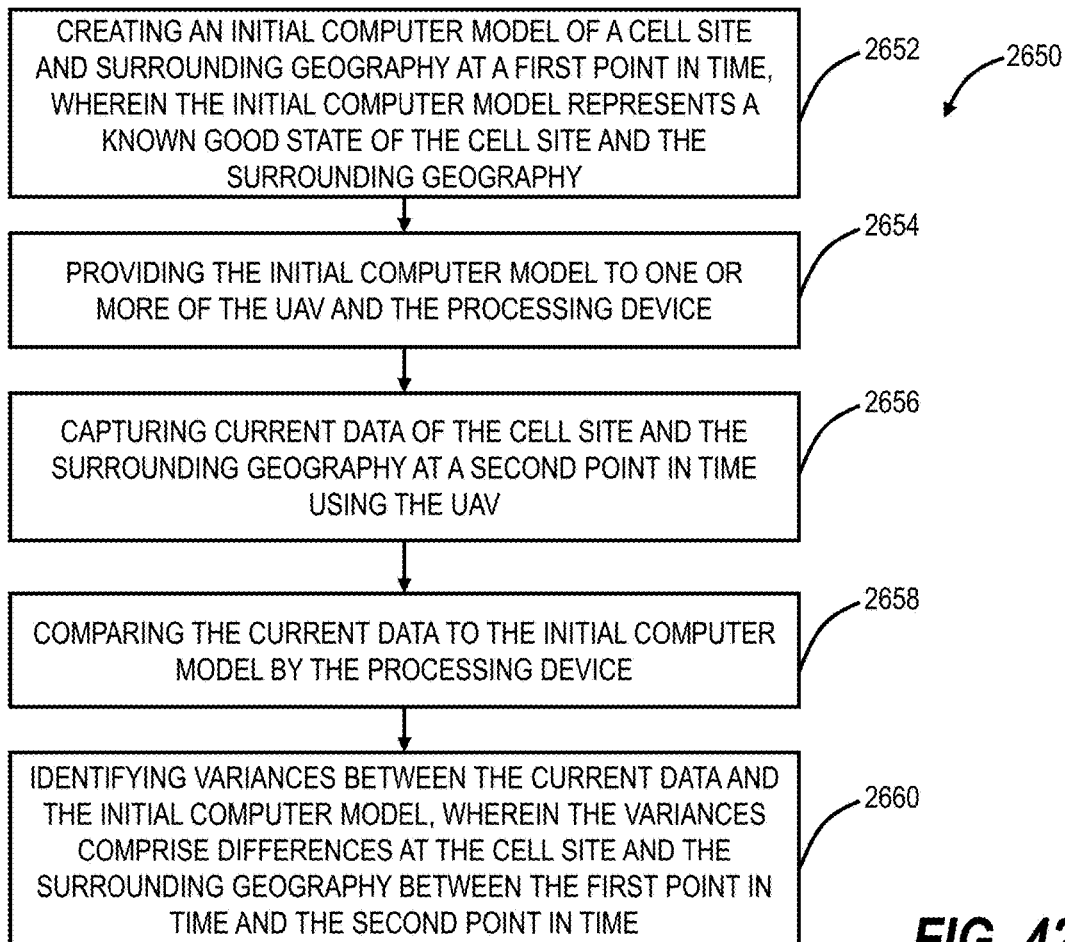 CREATING AN INITIAL COMPUTER MODEL OF A CELL SITE
AND SURROUNDING GEOGRAPHY AT A FIRST POINT IN TIME,
WHEREIN THE INITIAL COMPUTER MODEL REPRESENTS A
KNOWN GOOD STATE OF THE CELL SITE AND THE
SURROUNDING GEOGRAPHY
2652
2650
PROVIDING THE INITIAL COMPUTER MODEL TO ONE OR
MORE OF THE UAV AND THE PROCESSING DEVICE
2654
CAPTURING CURRENT DATA OF THE CELL SITE AND THE
SURROUNDING GEOGRAPHY AT A SECOND POINT IN TIME
USING THE UAV
2656
COMPARING THE CURRENT DATA TO THE INITIAL COMPUTER
MODEL BY THE PROCESSING DEVICE
2658
IDENTIFYING VARIANCES BETWEEN THE CURRENT DATA AND
THE INITIAL COMPUTER MODEL, WHEREIN THE VARIANCES
COMPRISE DIFFERENCES AT THE CELL SITE AND THE
SURROUNDING GEOGRAPHY BETWEEN THE FIRST POINT IN
TIME AND THE SECOND POINT IN TIME
2660
FIG.